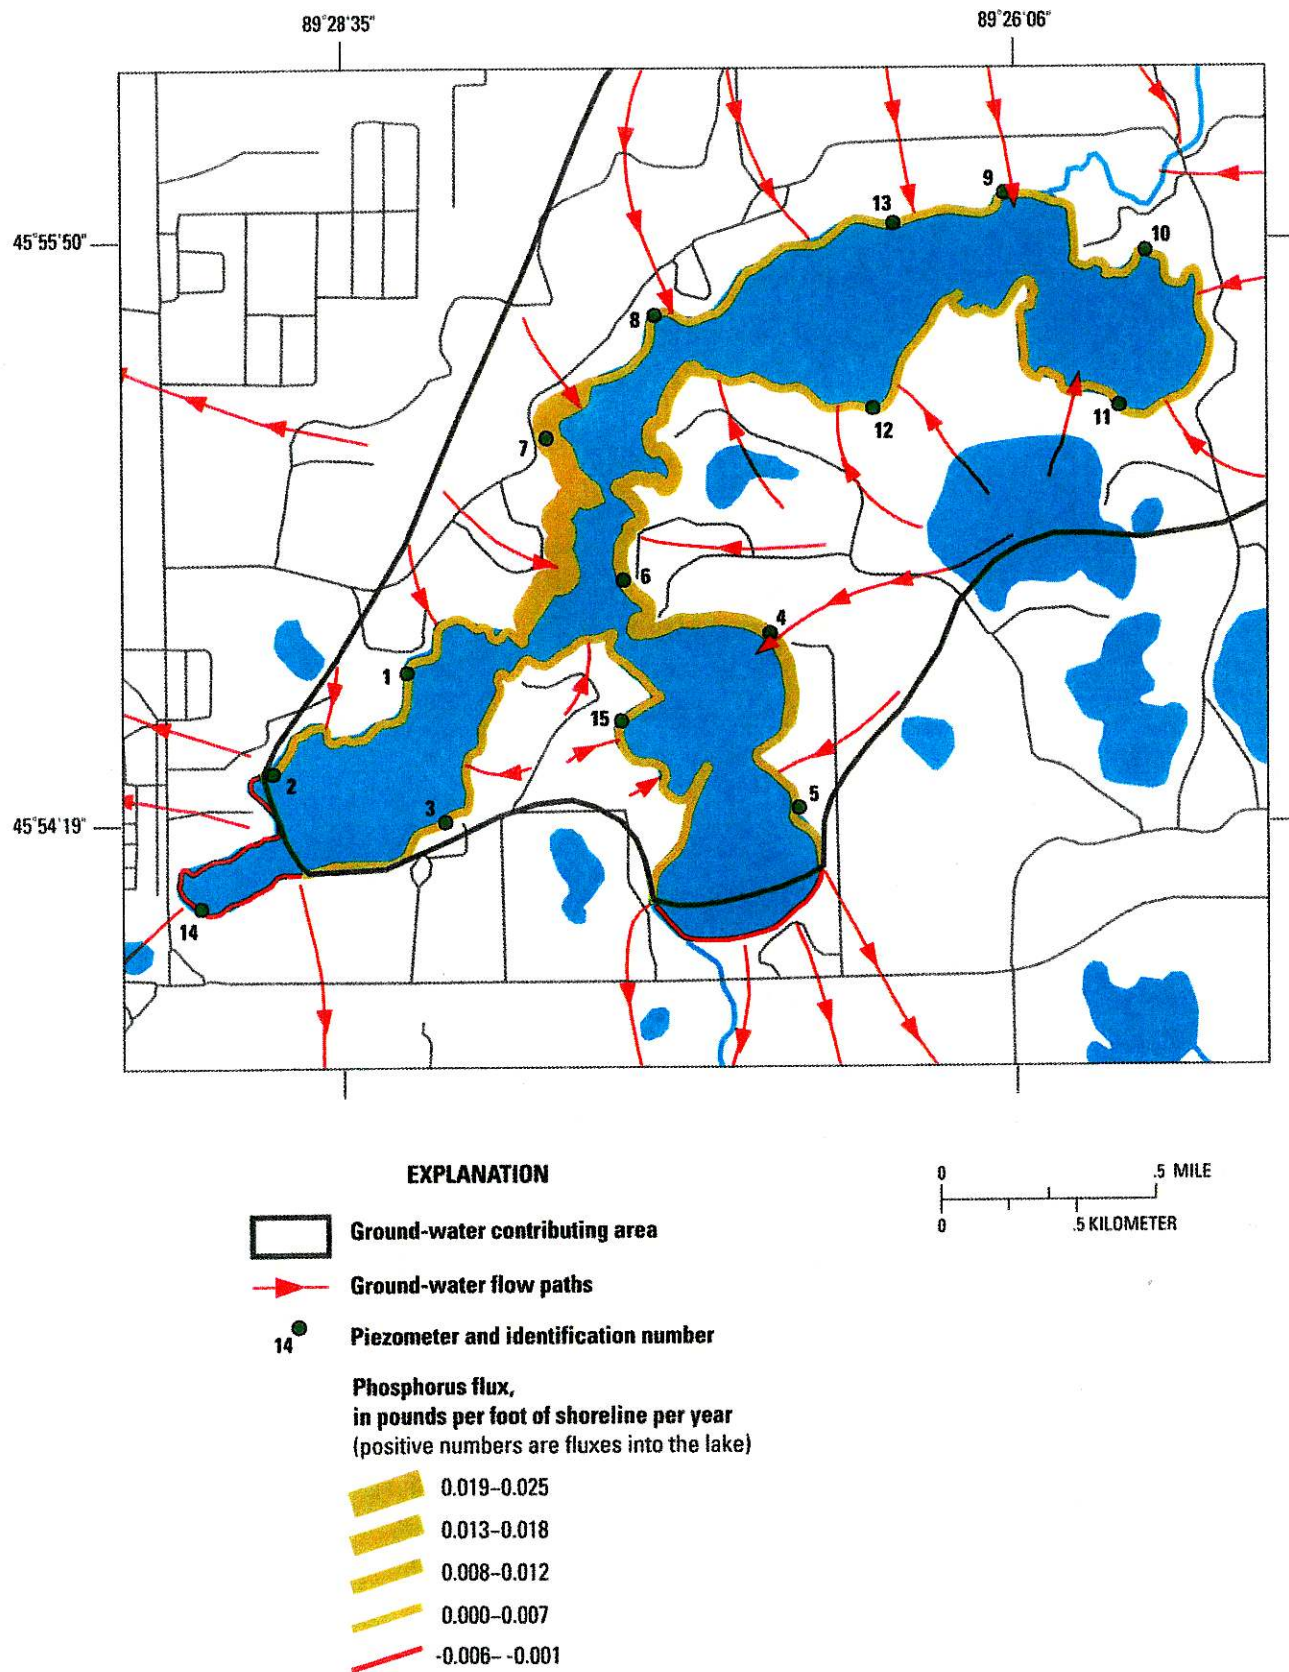 89°28'35"
89°26'06"
9
13
10
45°55'50"
8
11
12
7
6
4
1
15
2
5
3
45°54'19"
14
EXPLANATION
0 .5 MILE
0 .5 KILOMETER
Ground-water contributing area
Ground-water flow paths
14 Piezometer and identification number
Phosphorus flux,
in pounds per foot of shoreline per year
(positive numbers are fluxes into the lake)
0.019–0.025
0.013–0.018
0.008–0.012
0.000–0.007
-0.006– -0.001